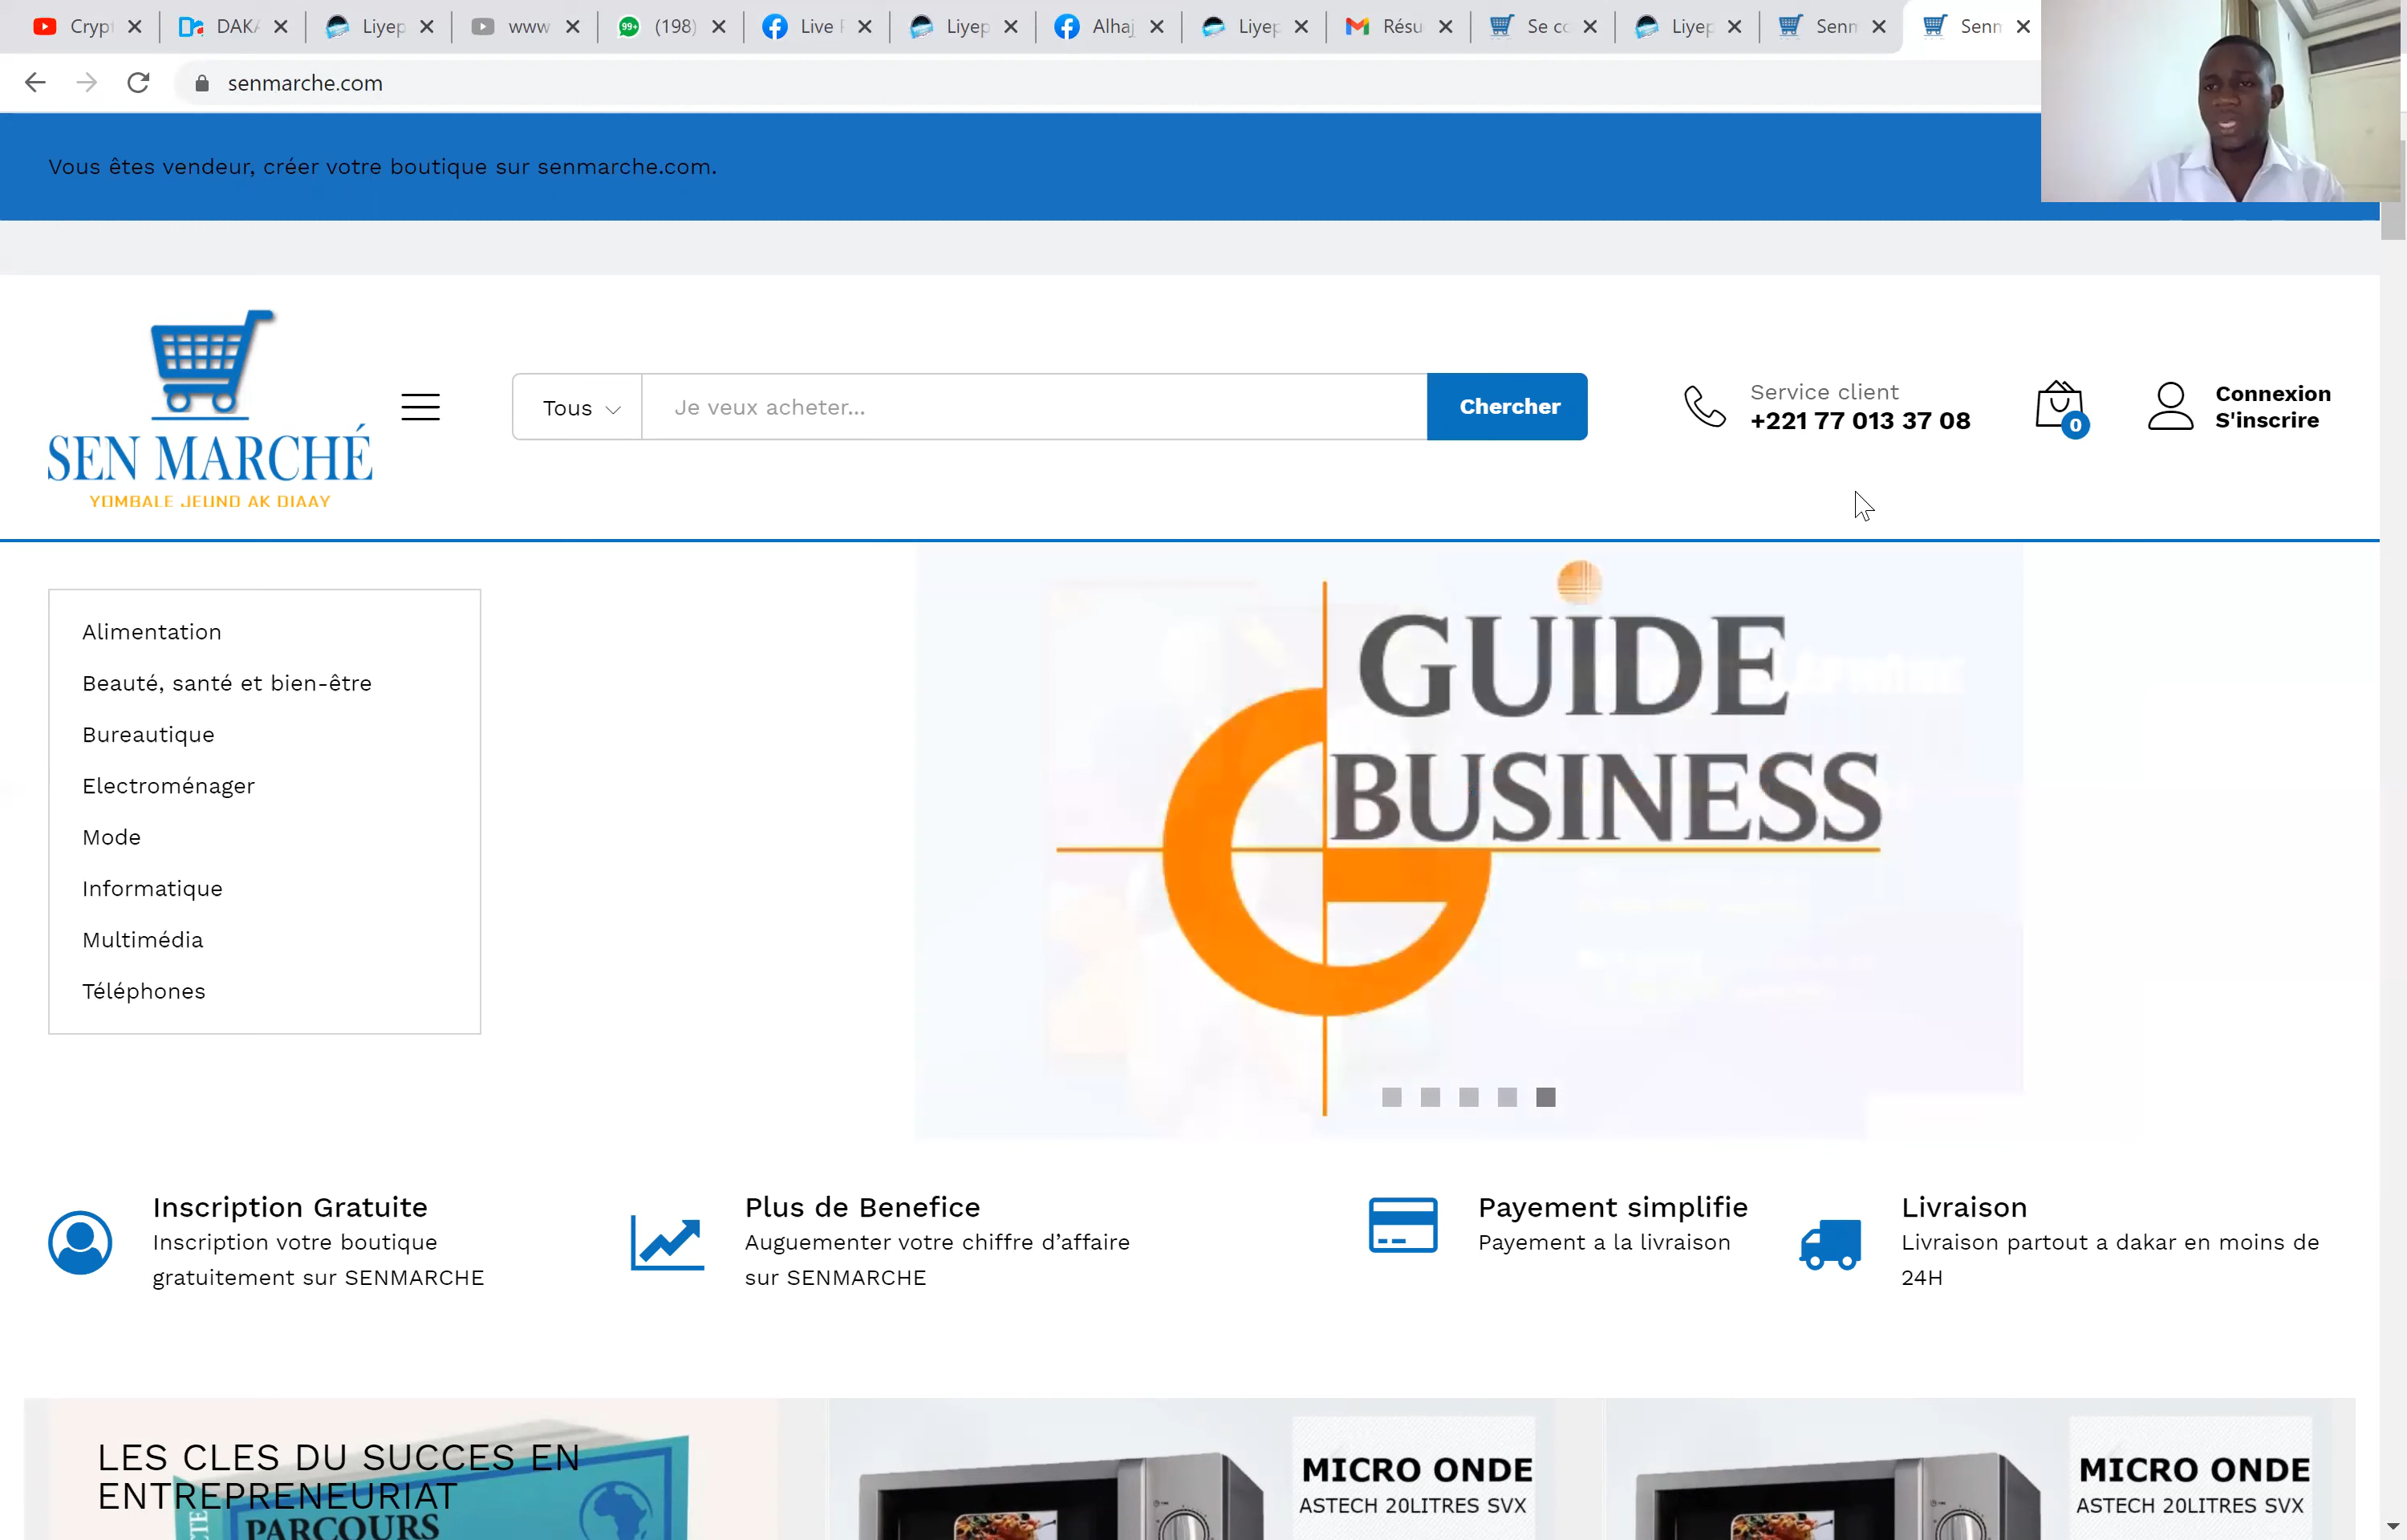 Cryp
DAKA
Liyep
www
99+
(198)
Live
Liyep
Alhaj
Liyep
Résu
Se co
Liyep
Senm
Senn
senmarche.com
Vous êtes vendeur, créer votre boutique sur senmarche.com.
SEN MARCHÉ
YOMBALE JEUND AK DIAAY
Tous
Je veux acheter...
Chercher
Service client
+221 77 013 37 08
0
Connexion
S'inscrire
Alimentation
Beauté, santé et bien-être
Bureautique
Electroménager
Mode
Informatique
Multimédia
Téléphones
GUIDE
BUSINESS
Inscription Gratuite
Inscription votre boutique
gratuitement sur SENMARCHE
Plus de Benefice
Auguementer votre chiffre d’affaire
sur SENMARCHE
Payement simplifie
Payement a la livraison
Livraison
Livraison partout a dakar en moins de
24H
LES CLES DU SUCCES EN
ENTREPRENEURIAT
PARCOURS
MICRO ONDE
ASTECH 20LITRES SVX
MICRO ONDE
ASTECH 20LITRES SVX